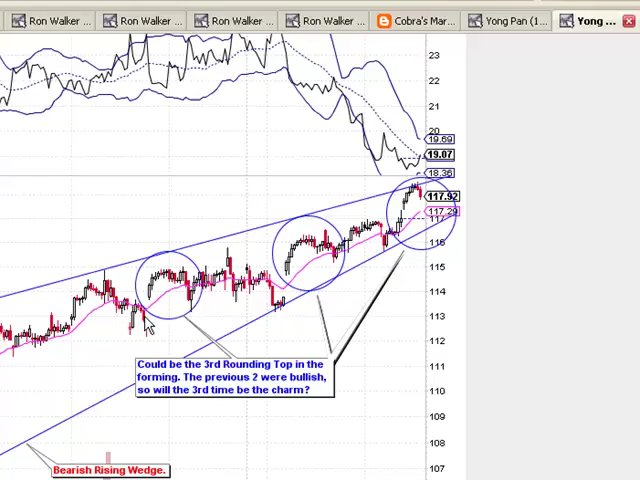 Ron Walker ...
Ron Walker ...
Ron Walker ...
Ron Walker ...
Cobra's Mar...
Yong Pan (1...
Yong ...
23
22
21
20
19.69
19.07
18.36
117.92
117.29
117
116
115
114
113
112
111
Could be the 3rd Rounding Top in the
forming. The previous 2 were bullish,
so will the 3rd time be the charm?
109
108
Bearish Rising Wedge.
107